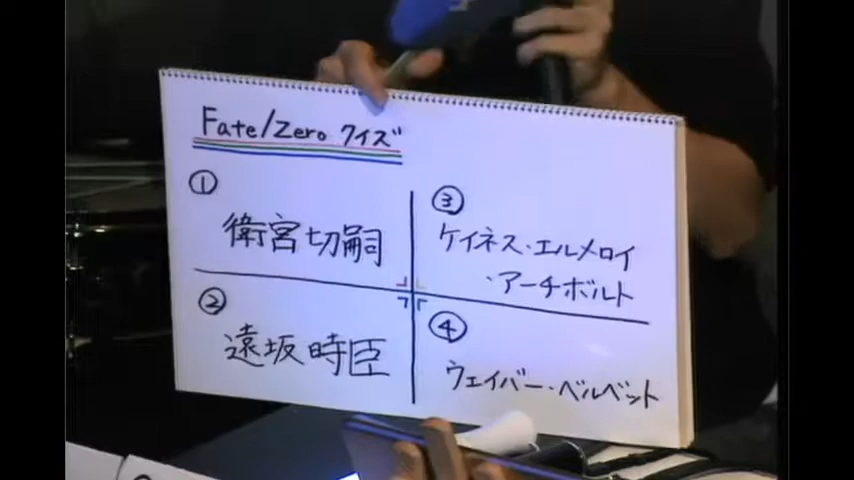 Fate/Zero クイズ
①
衛宮切嗣
②
遠坂時臣
③
ケイネス・エルメロイ
・アーチボルト
④
ウェイバー・ベルベット